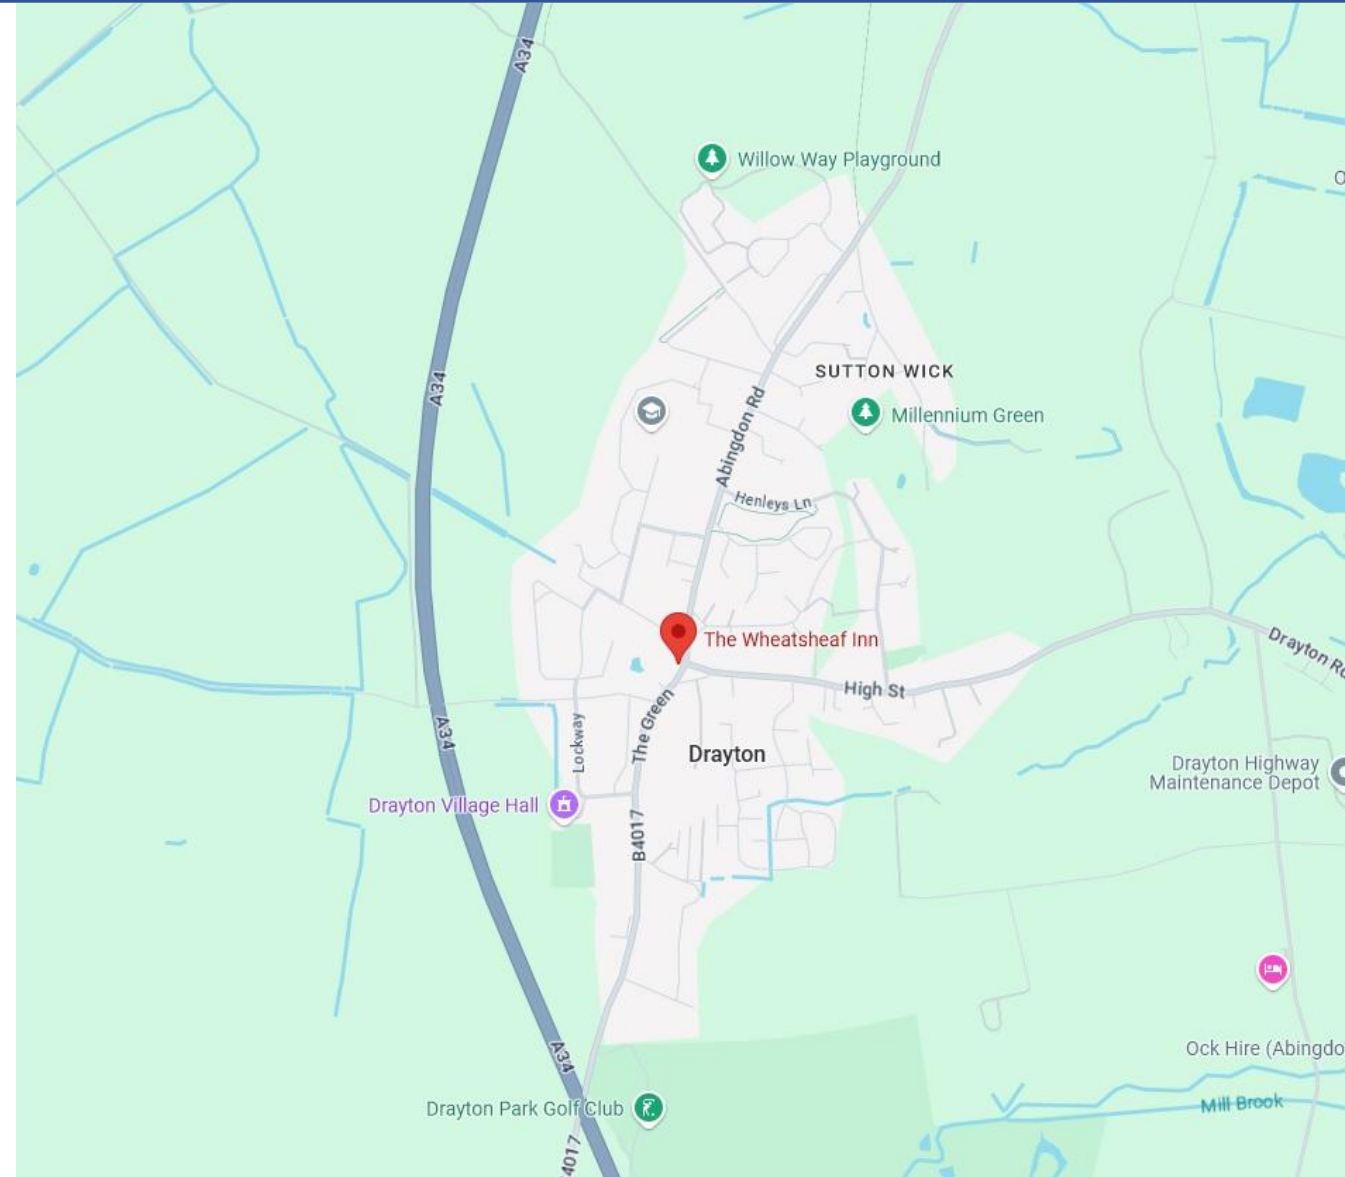 A34
Willow Way Playground
O
SUTTON WICK
A34
Abingdon Rd
Millennium Green
Henleys Ln
The Wheatsheaf Inn
Drayton Rd
High St
The Green
Lockway
A34
Drayton
Drayton Highway
Maintenance Depot
Drayton Village Hall
B4017
Ock Hire (Abingdo
A34
Drayton Park Golf Club
Mill Brook
4017